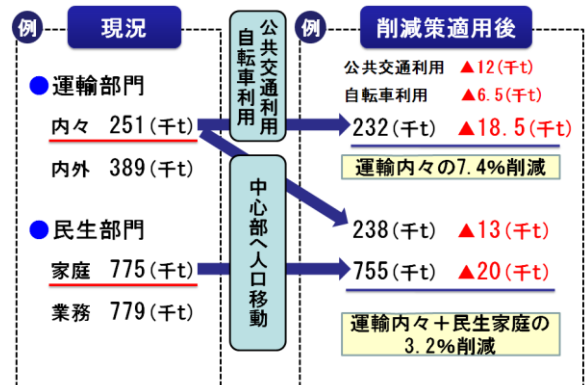 例
現況
●運輸部門
内々 251(千t)
内外 389(千t)
●民生部門
家庭 775(千t)
業務 779(千t)
公共交通利用
自転車利用
中心部へ人口移動
例
削減策適用後
公共交通利用 ▲12(千t)
自転車利用 ▲6.5(千t)
232(千t) ▲18.5(千t)
運輸内々の7.4%削減
238(千t) ▲13(千t)
755(千t) ▲20(千t)
運輸内々＋民生家庭の
3.2%削減